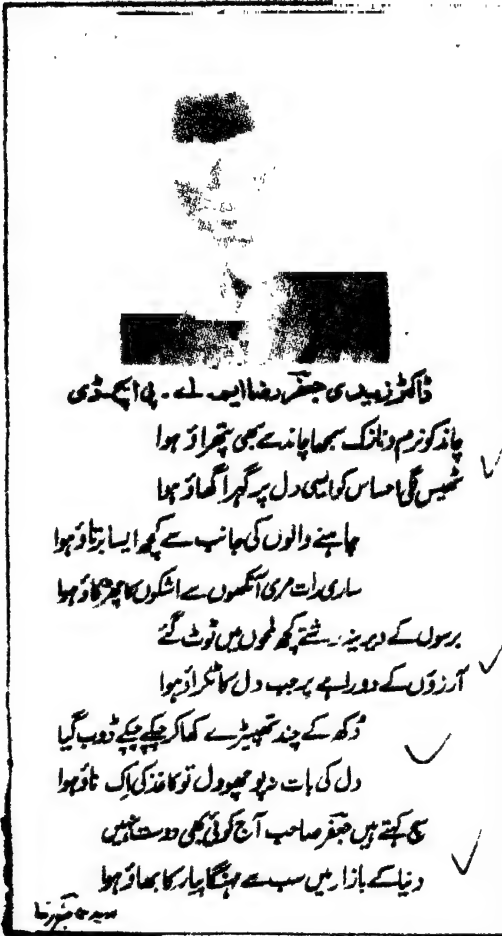 ڈاکٹر زیدی جعفر رضا ایم۔ اے۔ پی ایچ۔ ڈی
چاند کو نرم و نازک سمجھا چاند سے بھی پتھراؤ ہوا
ٹھیس لگی احساس کو ایسی دل پر گہرا گھاؤ ہوا
چاہنے والوں کی جانب سے کچھ ایسا برتاؤ ہوا
ساری رات مری آنکھوں سے اشکوں کا چھڑکاؤ ہوا
برسوں کے دیرینہ رشتے کچھ لمحوں میں ٹوٹ گئے
آرزوؤں کے دوراہے پر جب دل کا ٹکراؤ ہوا
دُکھ کے چند تھپیڑے کھا کر چپکے چپکے ڈوب گیا
دل کی بات نہ پوچھو دل تو کاغذ کی اِک ناؤ ہوا
سچ کہتے ہیں جعفر صاحب آج کوئی بھی دوست نہیں
دنیا کے بازار میں سب سے مہنگا پیار کا بھاؤ ہوا